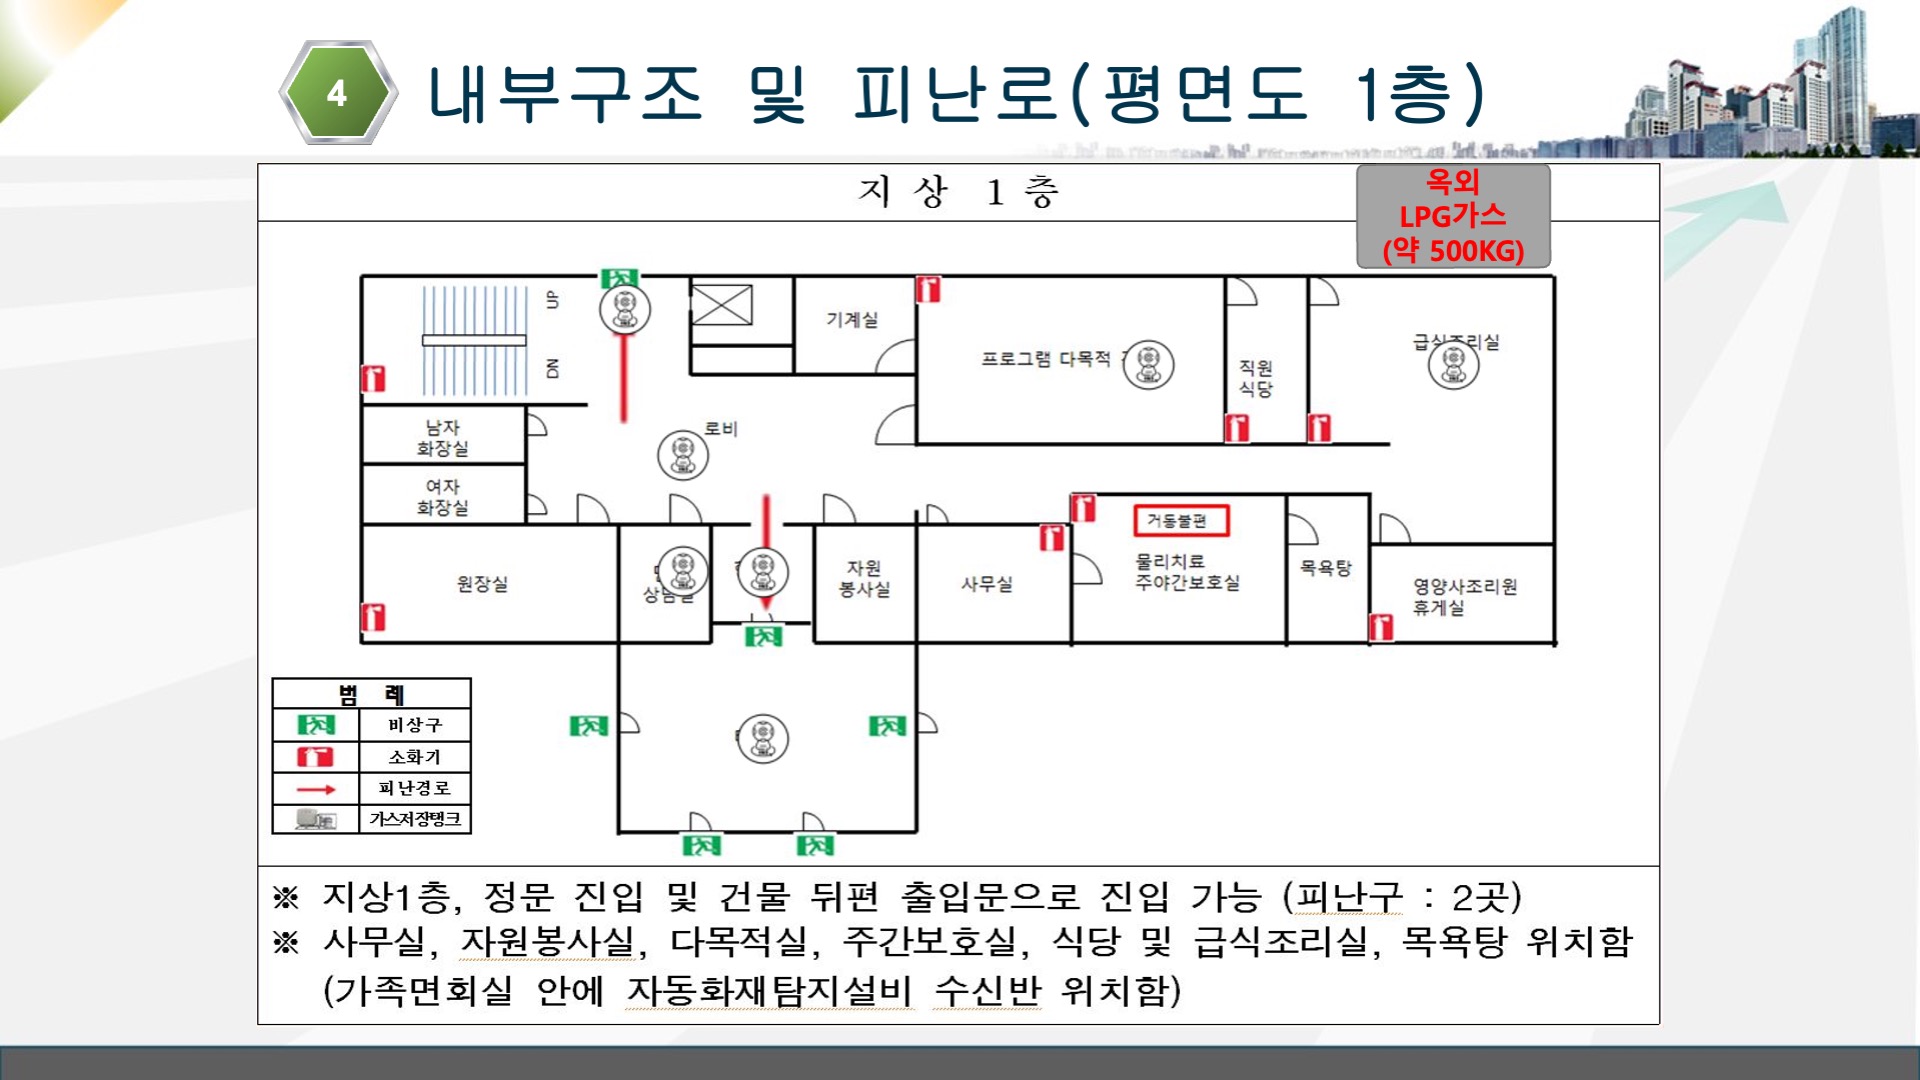 4
내부구조 및 피난로(평면도 1층)
지 상 1 층
옥외
LPG가스
(약 500KG)
UP
DN
기계실
프로그램 다목적
직원
식당
급식조리실
로비
남자
화장실
여자
화장실
원장실
상담실
자원
봉사실
사무실
거동불편
물리치료
주야간보호실
목욕탕
영양사조리원
휴게실
범 례
비상구
소화기
피난경로
가스저장탱크
※ 지상1층, 정문 진입 및 건물 뒤편 출입문으로 진입 가능 (피난구 : 2곳)
※ 사무실, 자원봉사실, 다목적실, 주간보호실, 식당 및 급식조리실, 목욕탕 위치함
(가족면회실 안에 자동화재탐지설비 수신반 위치함)